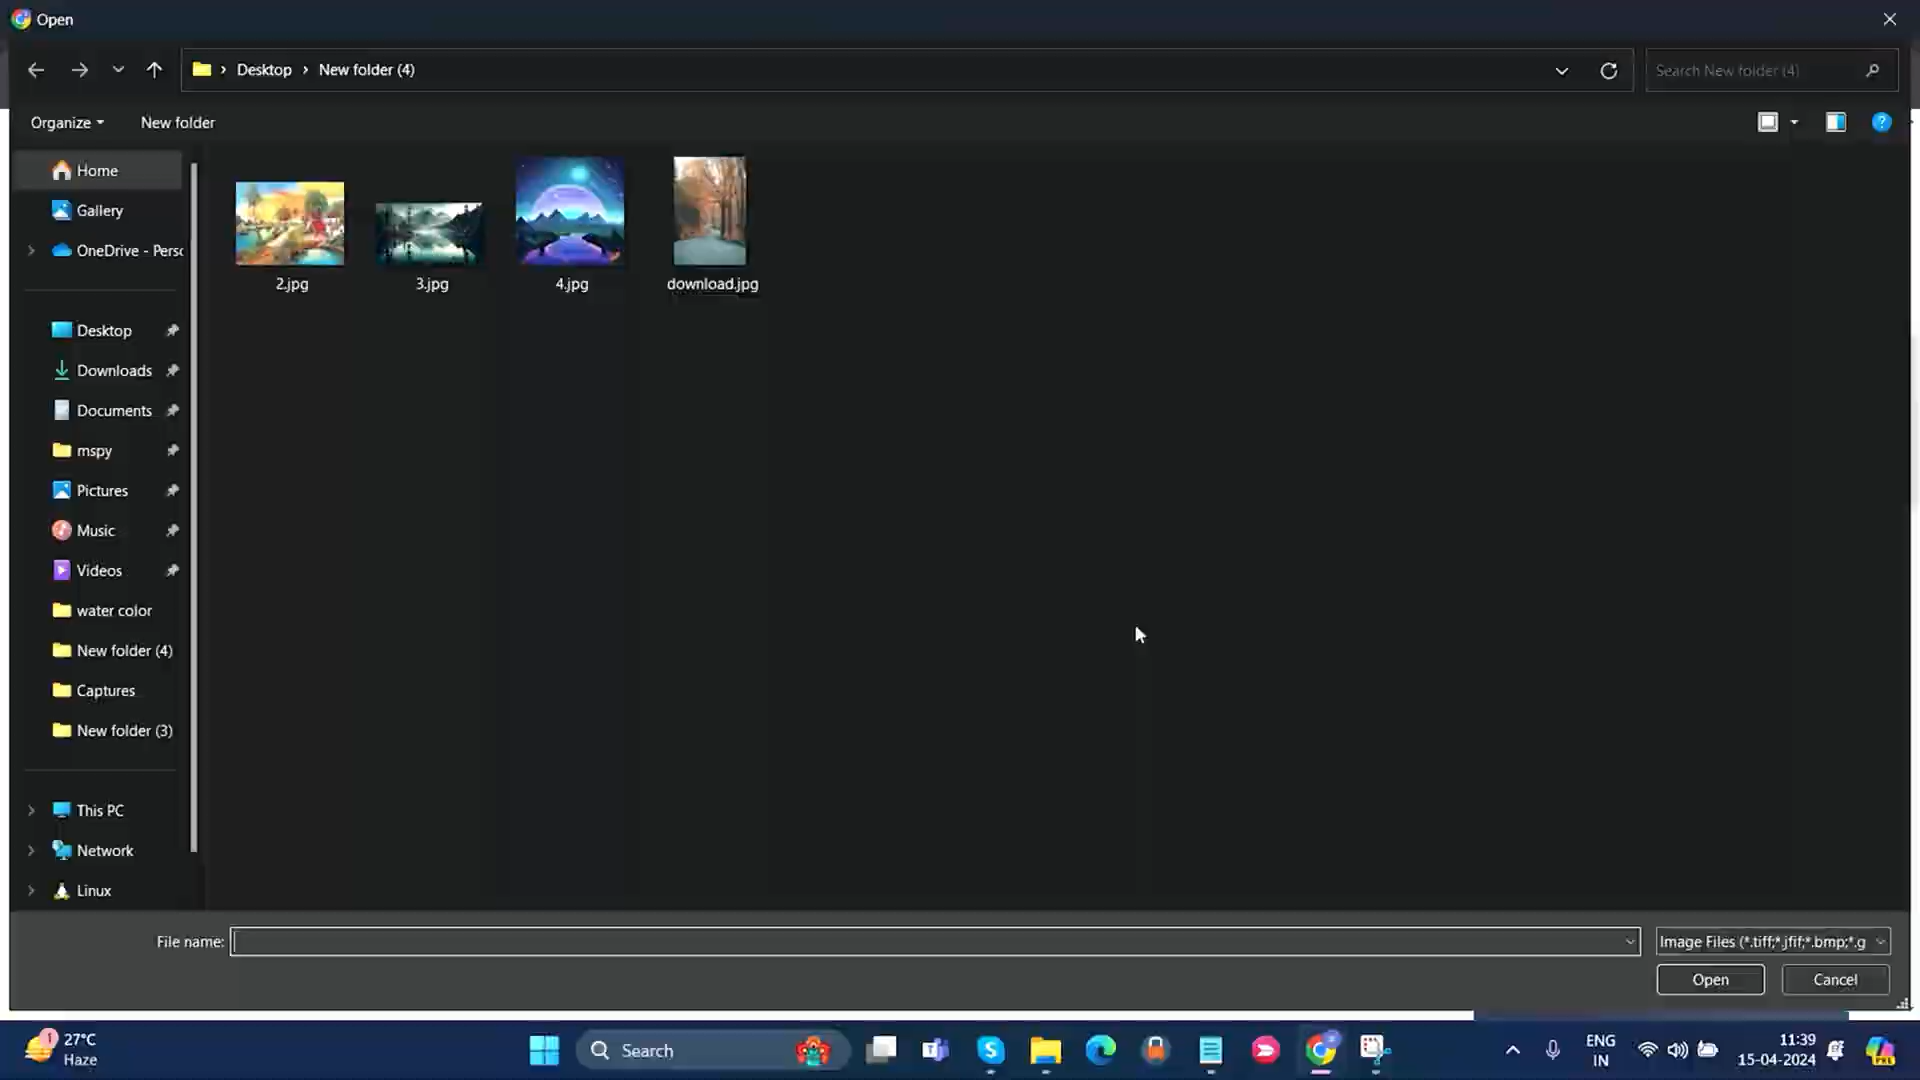 Open
Desktop
New folder (4)
Search New folder (4)
Organize
New folder
Home
Gallery
OneDrive - Perso
Desktop
Downloads
Documents
mspy
Pictures
Music
Videos
water color
New folder (4)
Captures
New folder (3)
This PC
Network
Linux
2.jpg
3.jpg
4.jpg
download.jpg
File name:
Image Files (*.tiff;*.jfif;*.bmp;*.g
Open
Cancel
1
27°C
Haze
Search
ENG
IN
11:39
15-04-2024